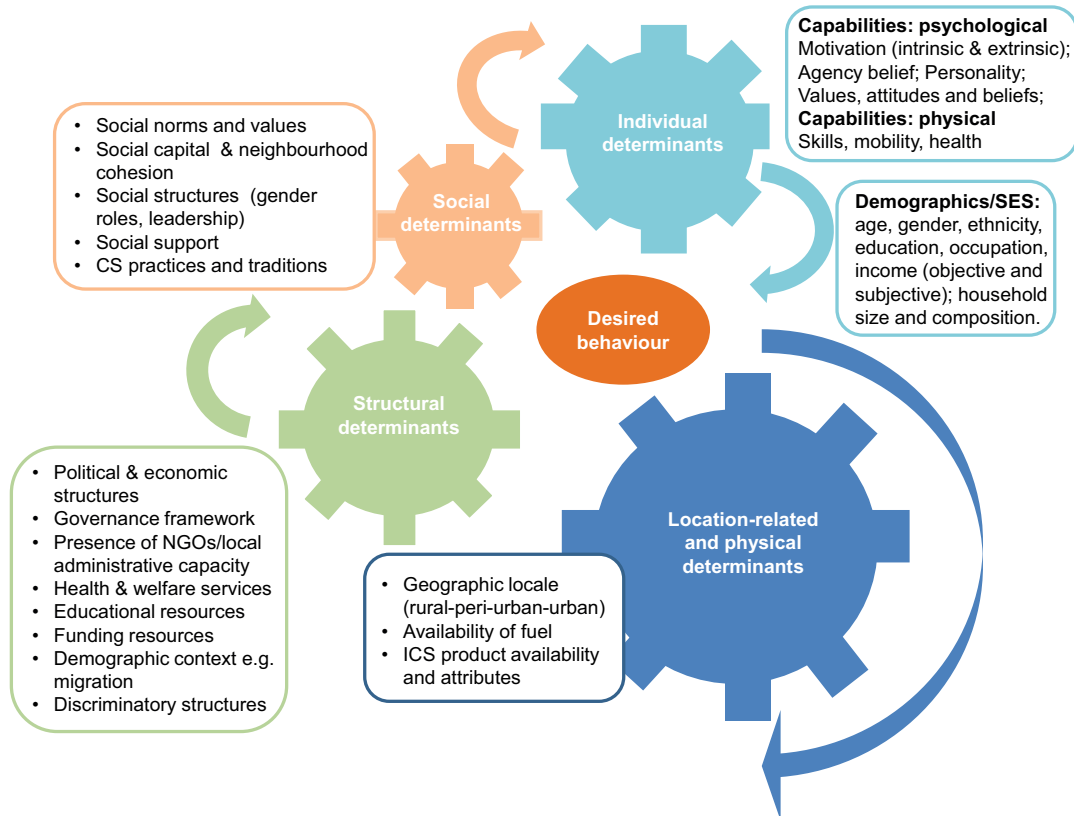 Capabilities: psychological
Motivation (intrinsic & extrinsic);
Agency belief; Personality;
Values, attitudes and beliefs;
Capabilities: physical
Skills, mobility, health
Individual
determinants
• Social norms and values
• Social capital & neighbourhood
cohesion
• Social structures (gender
roles, leadership)
• Social support
• CS practices and traditions
Social
determinants
Demographics/SES:
age, gender, ethnicity,
education, occupation,
income (objective and
subjective); household
size and composition.
Desired
behaviour
Structural
determinants
• Political & economic
structures
• Governance framework
• Presence of NGOs/local
administrative capacity
• Health & welfare services
• Educational resources
• Funding resources
• Demographic context e.g.
migration
• Discriminatory structures
Location-related
and physical
determinants
• Geographic locale
(rural-peri-urban-urban)
• Availability of fuel
• ICS product availability
and attributes